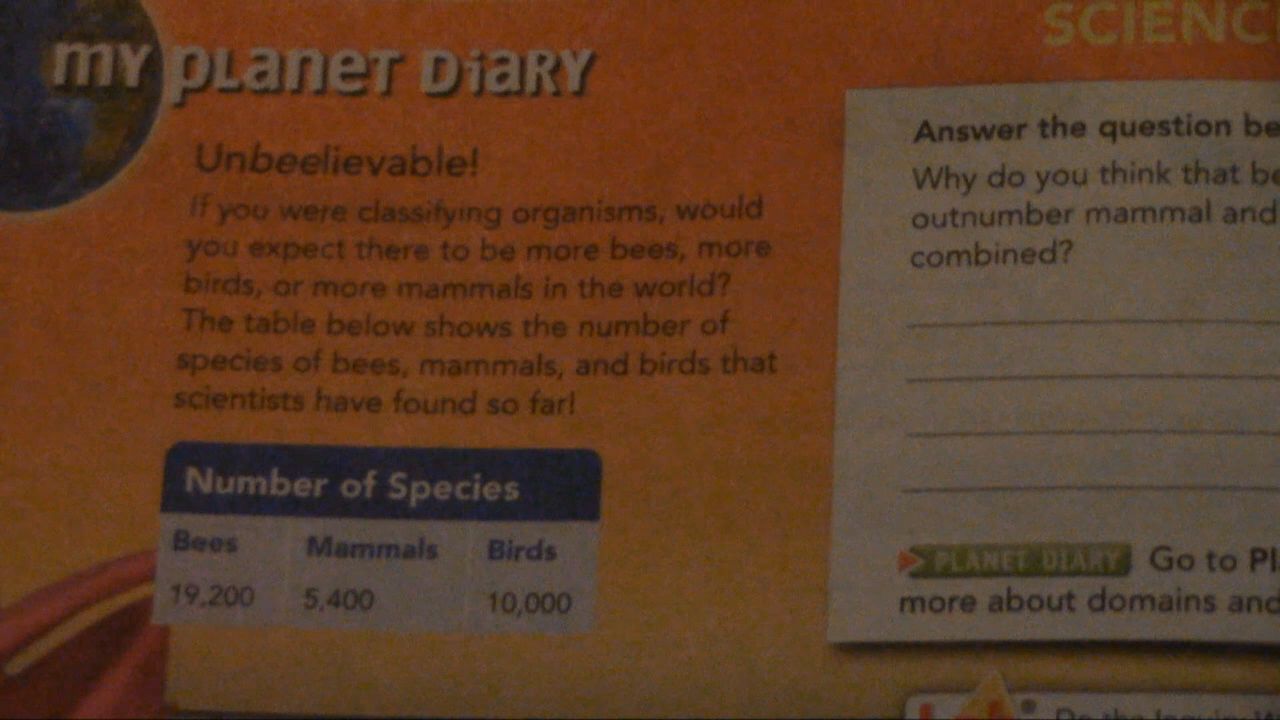 my PLaneT DiaRY
SCIENC
Unbeelievable!
If you were classifying organisms, would
you expect there to be more bees, more
birds, or more mammals in the world?
The table below shows the number of
species of bees, mammals, and birds that
scientists have found so far!
Number of Species
Bees Mammals Birds
19,200 5,400 10,000
Answer the question be
Why do you think that be
outnumber mammal and
combined?
PLANET DIARY Go to Pl
more about domains and